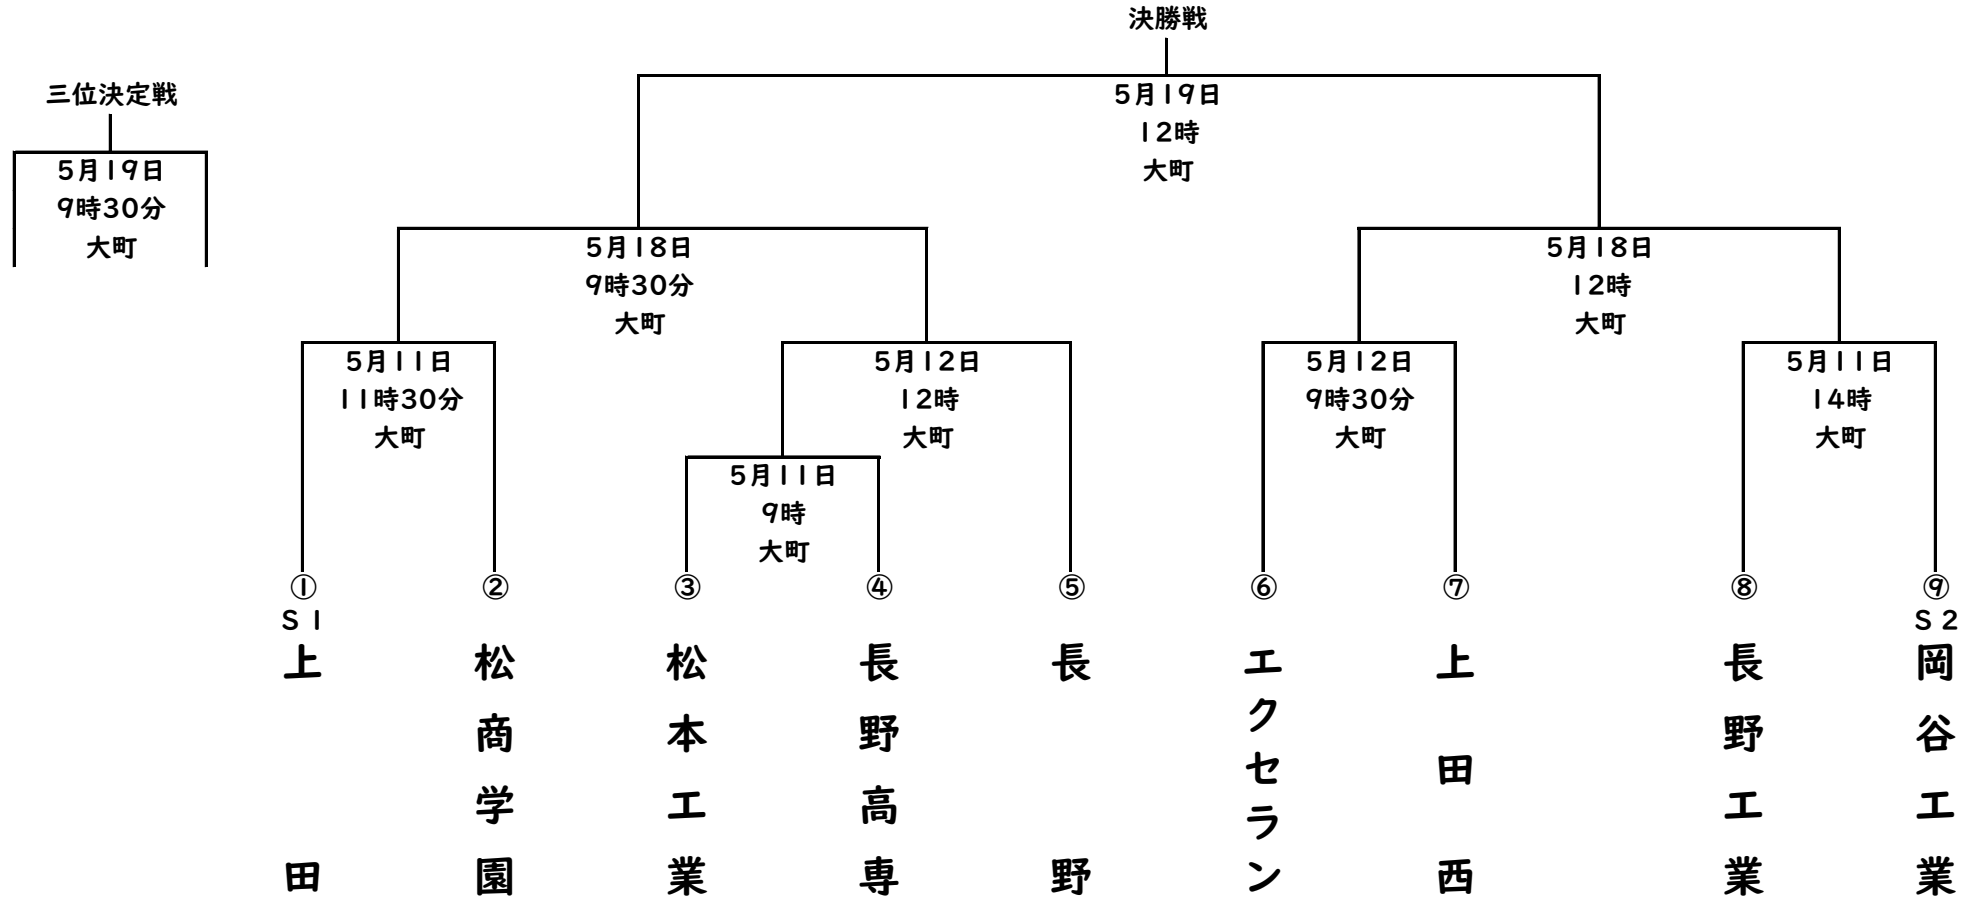 決勝戦
5月19日
12時
大町
三位決定戦
5月19日
9時30分
大町
5月18日
9時30分
大町
5月18日
12時
大町
5月11日
11時30分
大町
5月12日
12時
大町
5月12日
9時30分
大町
5月11日
14時
大町
5月11日
9時
大町
①
S1
上田
②
松商学園
③
松本工業
④
長野高専
⑤
長野
⑥
エクセラン
⑦
上田西
⑧
長野工業
⑨
S2
岡谷工業